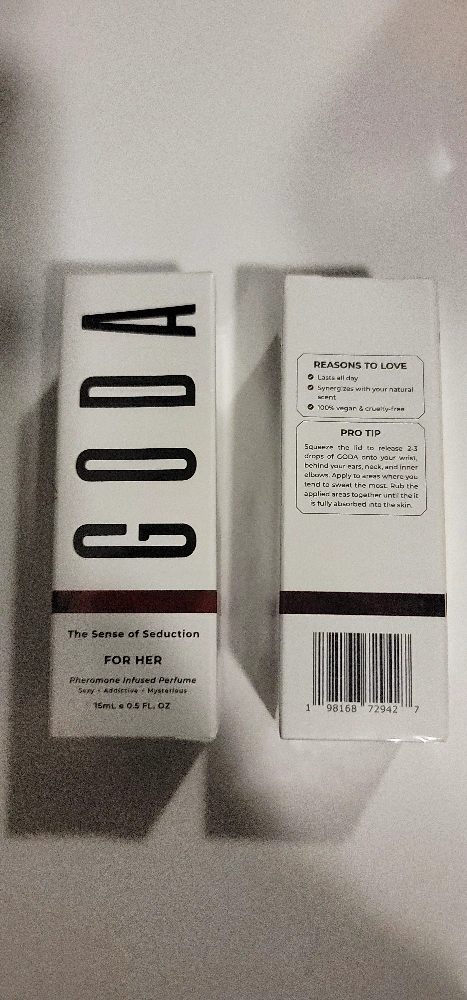 GODA
The Sense of Seduction
FOR HER
Pheromone Infused Perfume
Sexy - Addictive - Mysterious
15mL e 0.5 FL. OZ
REASONS TO LOVE
Lasts all day
Synergizes with your natural
scent
100% vegan & cruelty-free
PRO TIP
Squeeze the lid to release 2-3
drops of GODA onto your wrist,
behind your ears, neck, and inner
elbows. Apply to areas where you
tend to sweat the most. Rub the
applied areas together until the it
is fully absorbed into the skin.
1 98168 72942 7